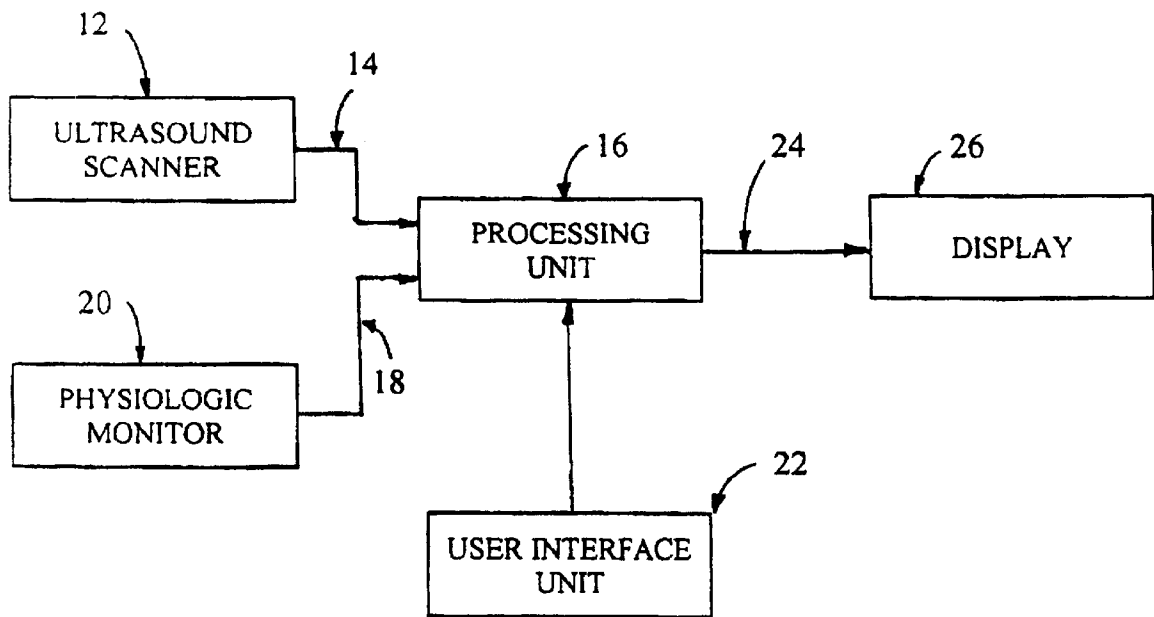 12
14
ULTRASOUND
SCANNER
16
24
26
PROCESSING
UNIT
DISPLAY
20
18
PHYSIOLOGIC
MONITOR
22
USER INTERFACE
UNIT